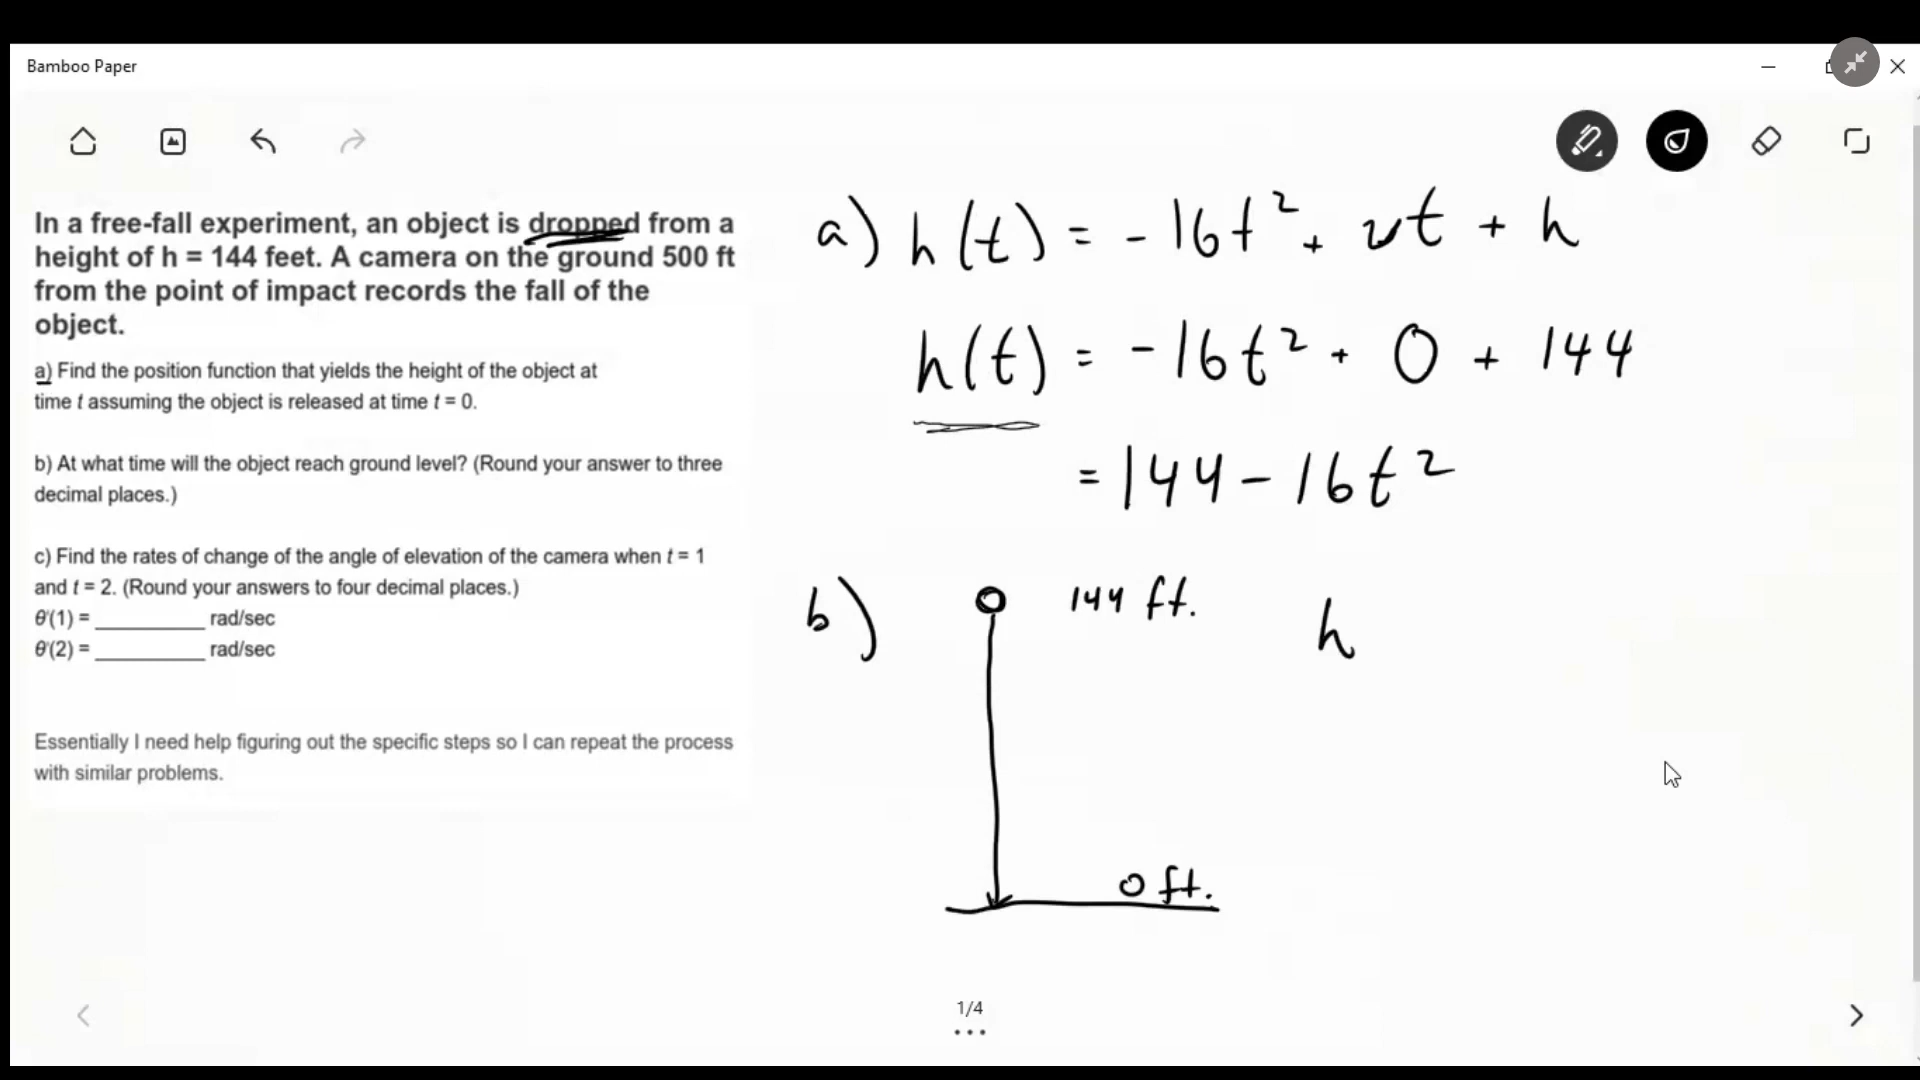 Bamboo Paper
In a free-fall experiment, an object is dropped from a
height of h = 144 feet. A camera on the ground 500 ft
from the point of impact records the fall of the
object.
a) Find the position function that yields the height of the object at
time t assuming the object is released at time t = 0.
b) At what time will the object reach ground level? (Round your answer to three
decimal places.)
c) Find the rates of change of the angle of elevation of the camera when t = 1
and t = 2. (Round your answers to four decimal places.)
θ'(1) = __________ rad/sec
θ'(2) = __________ rad/sec
Essentially I need help figuring out the specific steps so I can repeat the process
with similar problems.
a) h(t) = -16t² + vt + h
h(t) = -16t² + 0 + 144
= 144 - 16t²
b) 144 ft. h
0 ft.
1/4